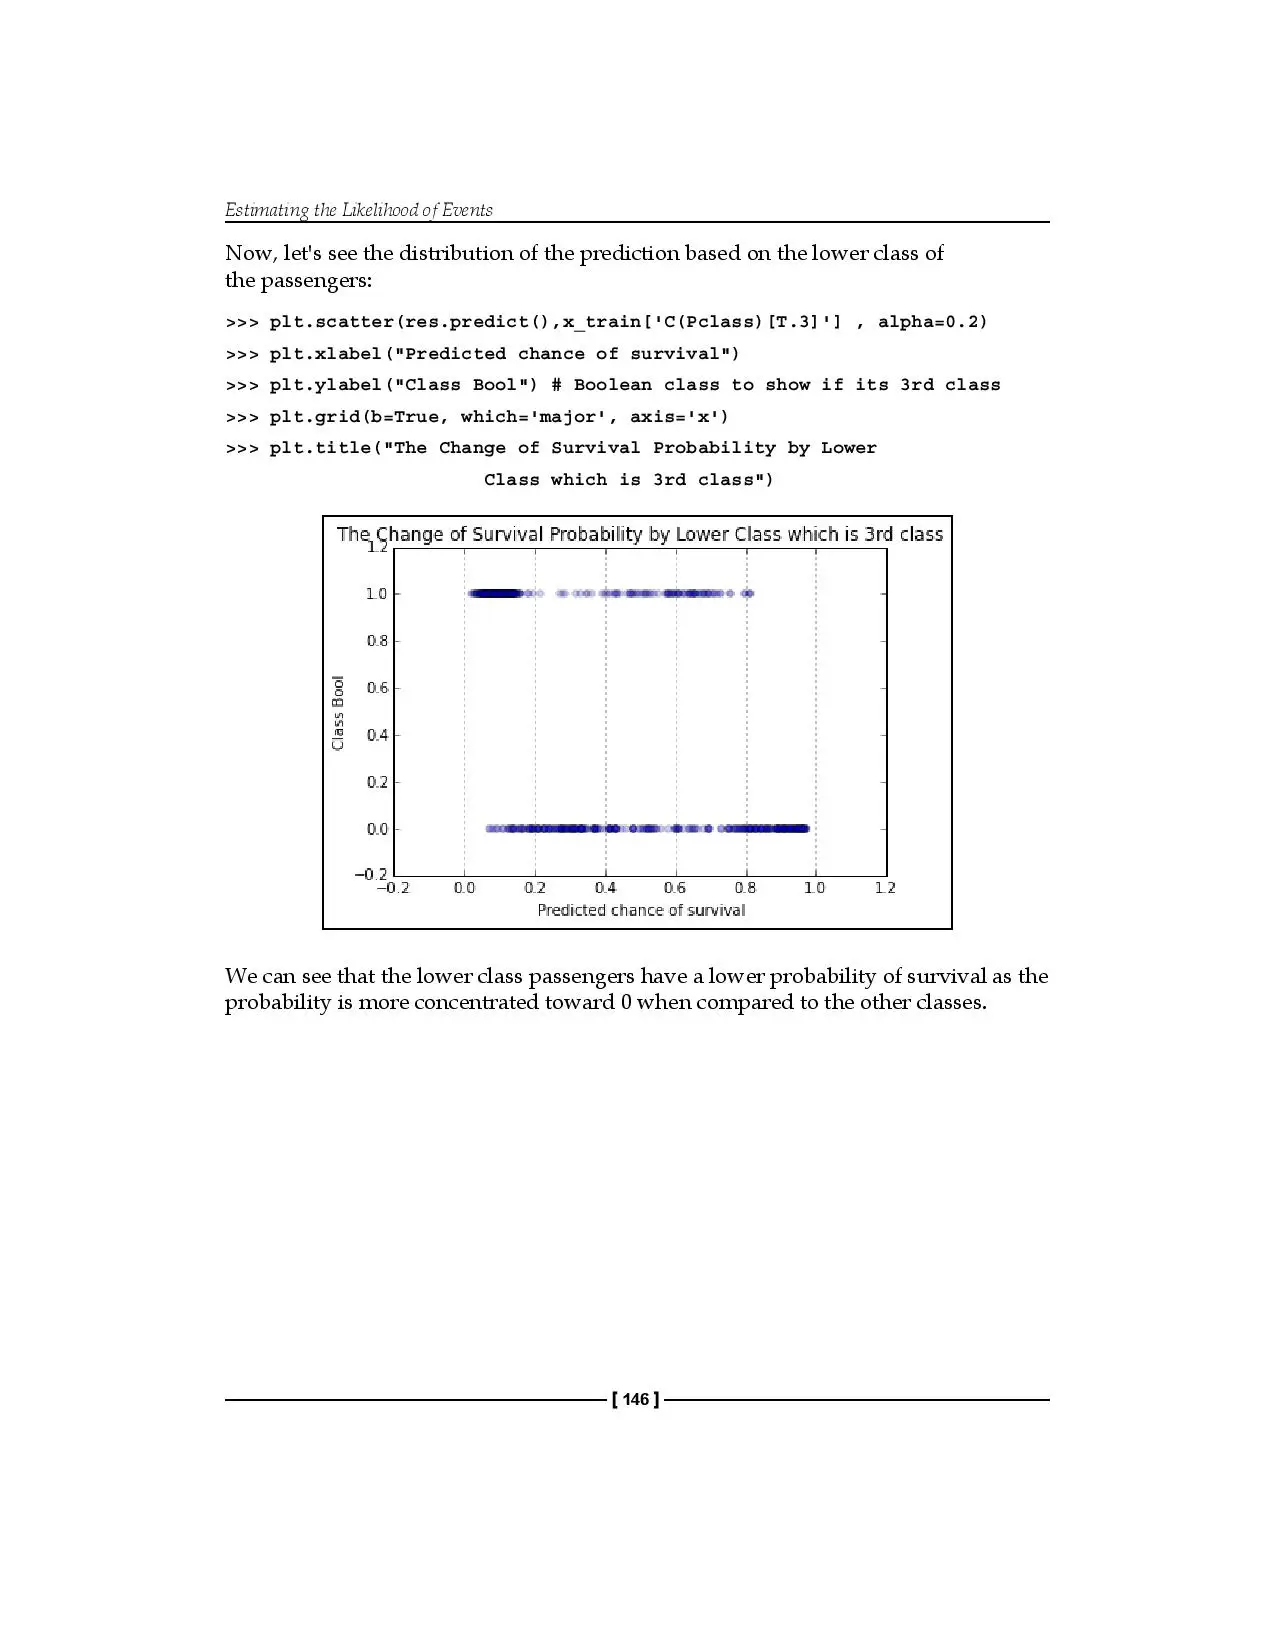 Estimating the Likelihood of Events
Now, let's see the distribution of the prediction based on the lower class of
the passengers:
>>> plt.scatter(res.predict(),x_train['C(Pclass)[T.3]'] , alpha=0.2)
>>> plt.xlabel("Predicted chance of survival")
>>> plt.ylabel("Class Bool") # Boolean class to show if its 3rd class
>>> plt.grid(b=True, which='major', axis='x')
>>> plt.title("The Change of Survival Probability by Lower
Class which is 3rd class")
The Change of Survival Probability by Lower Class which is 3rd class
1.2
1.0
0.8
0.6
0.4
0.2
0.0
−0.2
Class Bool
−0.2 0.0 0.2 0.4 0.6 0.8 1.0 1.2
Predicted chance of survival
We can see that the lower class passengers have a lower probability of survival as the
probability is more concentrated toward 0 when compared to the other classes.
[ 146 ]